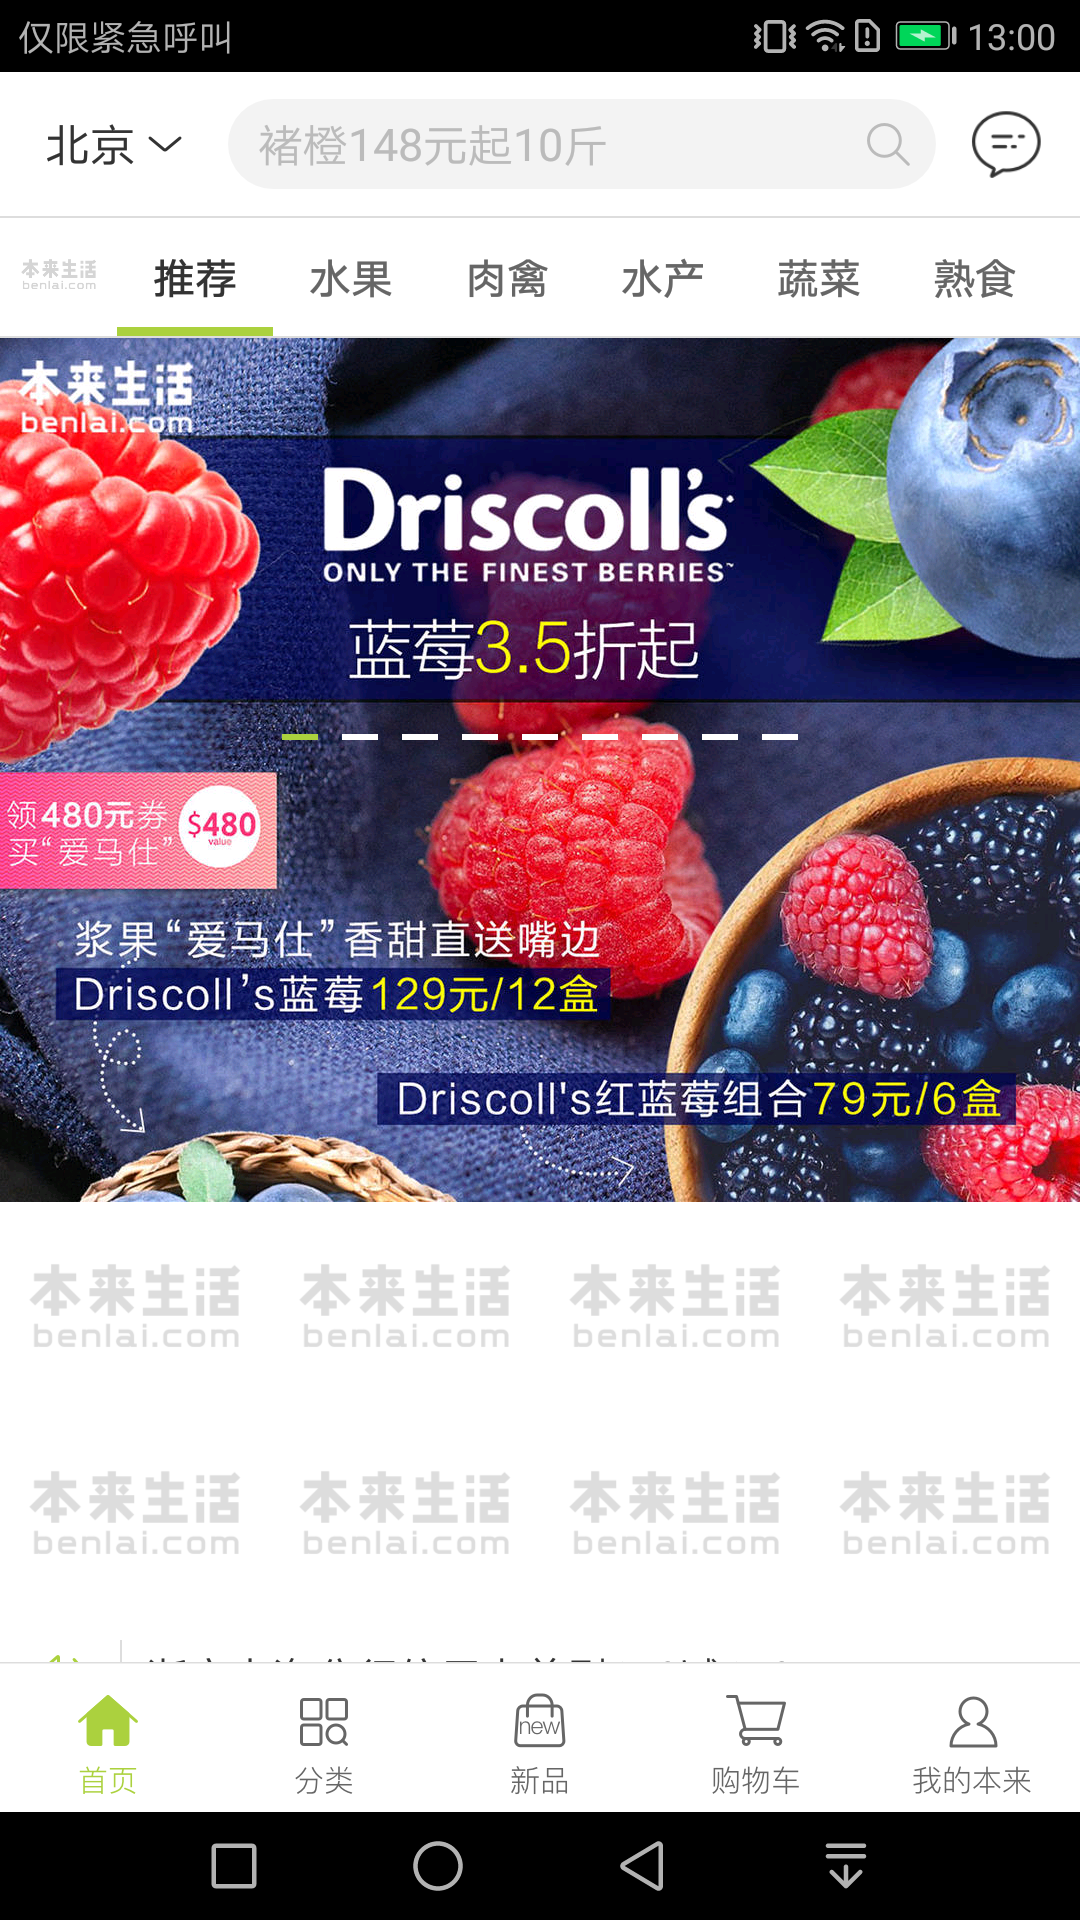 仅限紧急呼叫 13:00
北京 褚橙148元起10斤
本来生活
benlai.com
推荐 水果 肉禽 水产 蔬菜 熟食
本来生活
benlai.com
Driscoll's
ONLY THE FINEST BERRIES™
蓝莓3.5折起
领480元券
买“爱马仕”
$480
value
浆果“爱马仕”香甜直送嘴边
Driscoll’s蓝莓129元/12盒
Driscoll's红蓝莓组合79元/6盒
本来生活 本来生活 本来生活 本来生活
benlai.com benlai.com benlai.com benlai.com
本来生活 本来生活 本来生活 本来生活
benlai.com benlai.com benlai.com benlai.com
new
首页 分类 新品 购物车 我的本来